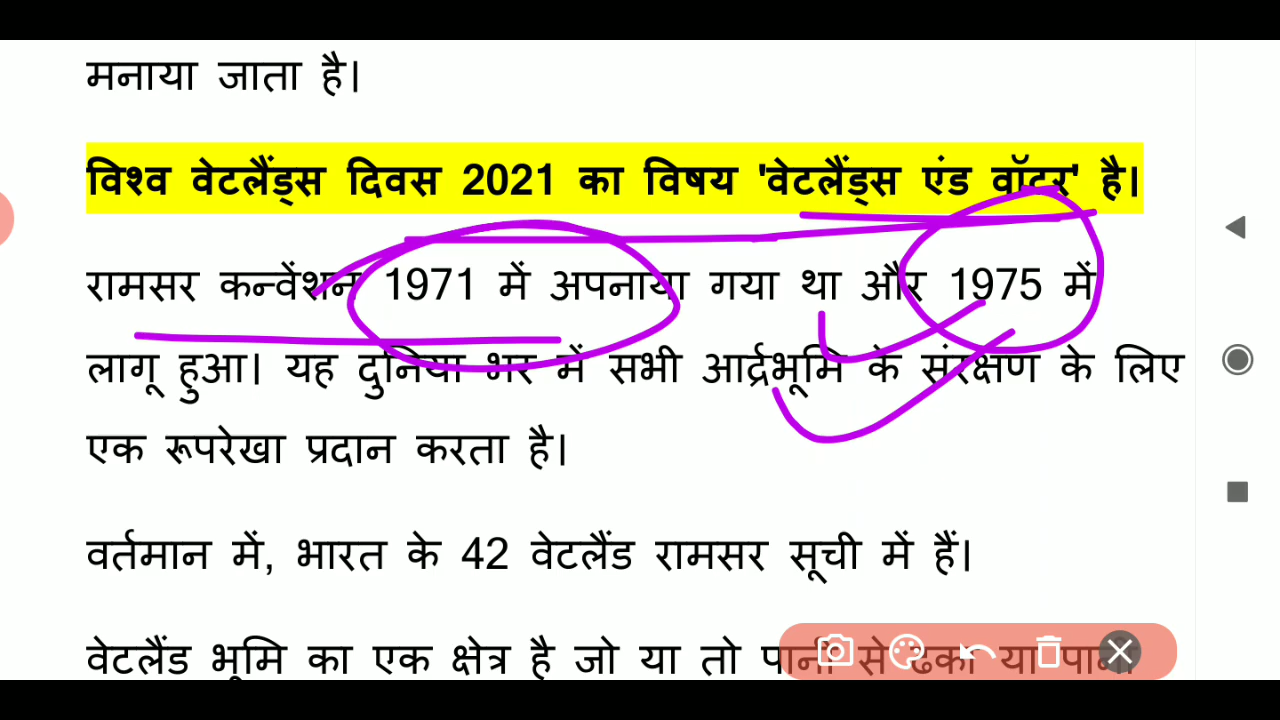 मनाया जाता है।
विश्व वेटलैंड्स दिवस 2021 का विषय 'वेटलैंड्स एंड वॉटर' है।
रामसर कन्वेंशन 1971 में अपनाया गया था और 1975 में
लागू हुआ। यह दुनिया भर में सभी आर्द्रभूमि के संरक्षण के लिए
एक रूपरेखा प्रदान करता है।
वर्तमान में, भारत के 42 वेटलैंड रामसर सूची में हैं।
वेटलैंड भूमि का एक क्षेत्र है जो या तो पानी से ढका या पानी